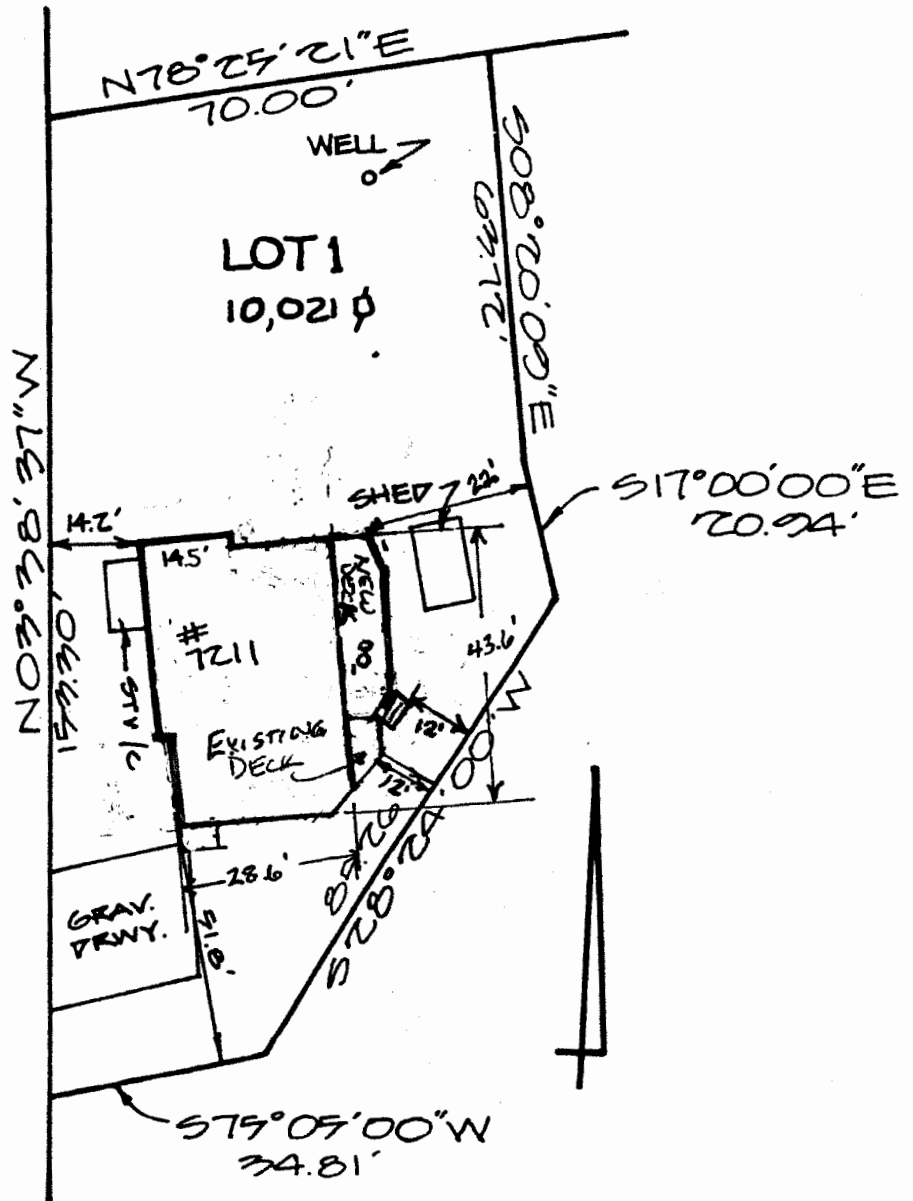 N78°25'21"E
70.00'
WELL
S08°20'09"E
63.72'
LOT 1
10,021
N03°38'37"W
153.30'
SHED
22'
S17°00'00"E
20.94'
14.2'
14.5'
NEW
DECK
#
7211
43.6'
12'
EXISTING
DECK
12'
S28°24'00"W
28.6'
GRAV.
DRWY.
51.8'
S75°05'00"W
34.81'